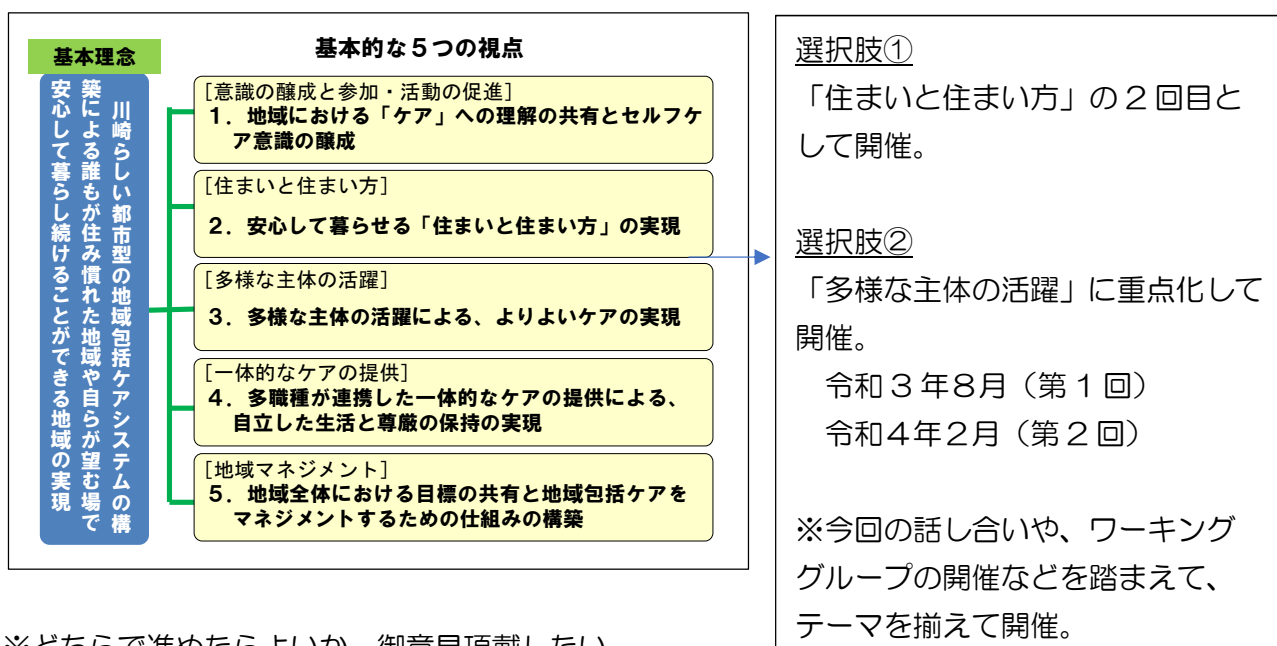 基本理念
川崎らしい都市型の地域包括ケアシステムの構
築による誰もが住み慣れた地域や自らが望む場で
安心して暮らし続けることができる地域の実現
基本的な５つの視点
[意識の醸成と参加・活動の促進]
１．地域における「ケア」への理解の共有とセルフケ
ア意識の醸成
[住まいと住まい方]
２．安心して暮らせる「住まいと住まい方」の実現
[多様な主体の活躍]
３．多様な主体の活躍による、よりよいケアの実現
[一体的なケアの提供]
４．多職種が連携した一体的なケアの提供による、
自立した生活と尊厳の保持の実現
[地域マネジメント]
５．地域全体における目標の共有と地域包括ケアを
マネジメントするための仕組みの構築
選択肢①
「住まいと住まい方」の２回目と
して開催。
選択肢②
「多様な主体の活躍」に重点化して
開催。
令和３年８月（第１回）
令和４年２月（第２回）
※今回の話し合いや、ワーキング
グループの開催などを踏まえて、
テーマを揃えて開催。
※どちらで進めたらよいか、御意見頂戴したい